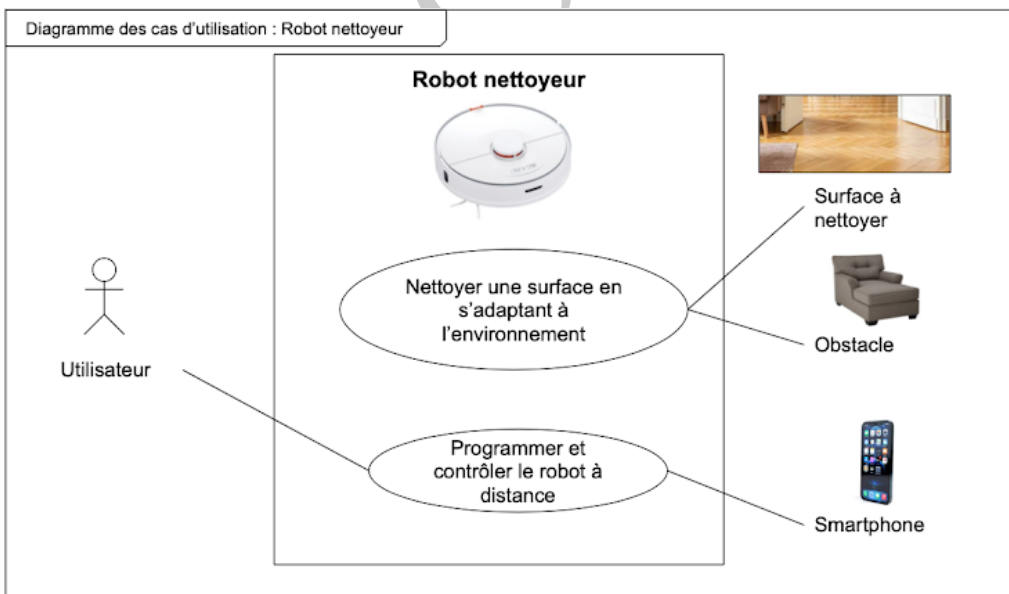 Diagramme des cas d'utilisation : Robot nettoyeur
Robot nettoyeur
Surface à
nettoyer
Nettoyer une surface en
s'adaptant à
l'environnement
Obstacle
Utilisateur
Programmer et
contrôler le robot à
distance
Smartphone